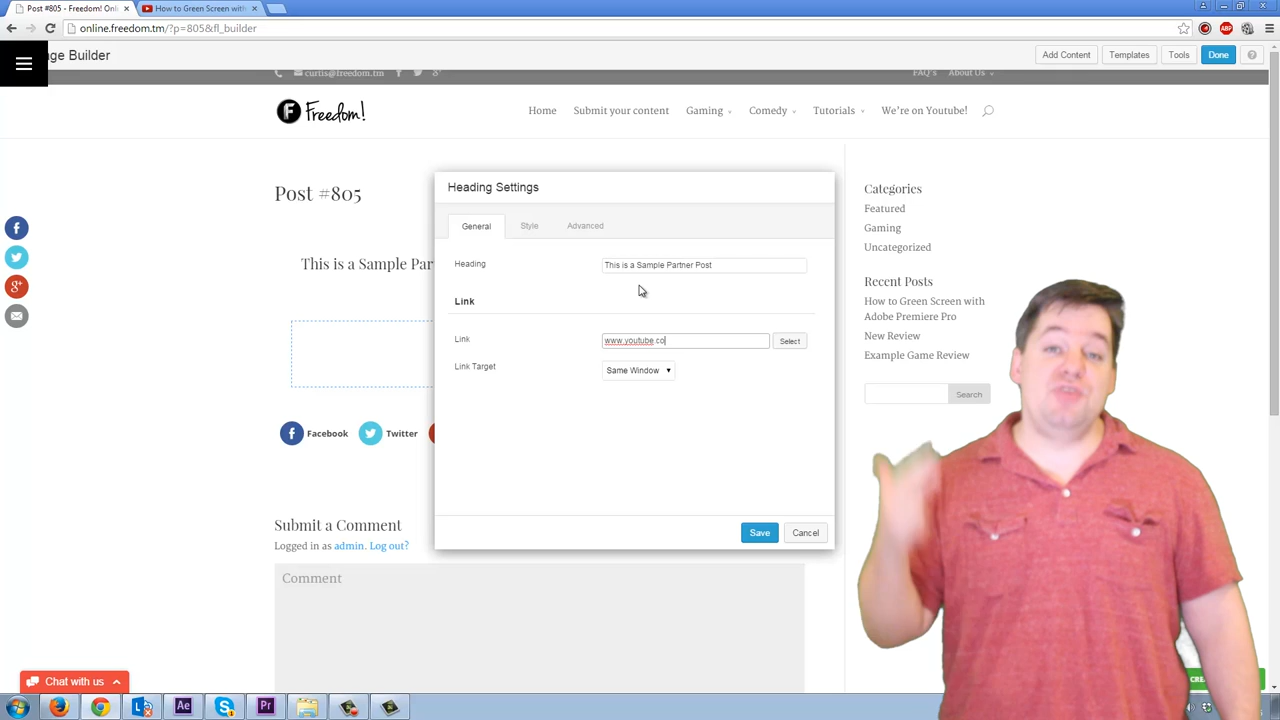 Post #805 - Freedom! Onl
How to Green Screen with
online.freedom.tm/?p=805&fl_builder
ge Builder
Add Content
Templates
Tools
Done
?
curtis@freedom.tm
FAQ's
About Us
Freedom!
Home
Submit your content
Gaming
Comedy
Tutorials
We're on Youtube!
Post #805
This is a Sample Par
Heading Settings
General
Style
Advanced
Heading
This is a Sample Partner Post
Link
Link
www.youtube.co
Select
Link Target
Same Window
Save
Cancel
Categories
Featured
Gaming
Uncategorized
Recent Posts
How to Green Screen with
Adobe Premiere Pro
New Review
Example Game Review
Search
Facebook
Twitter
Submit a Comment
Logged in as admin. Log out?
Comment
Chat with us
CRE